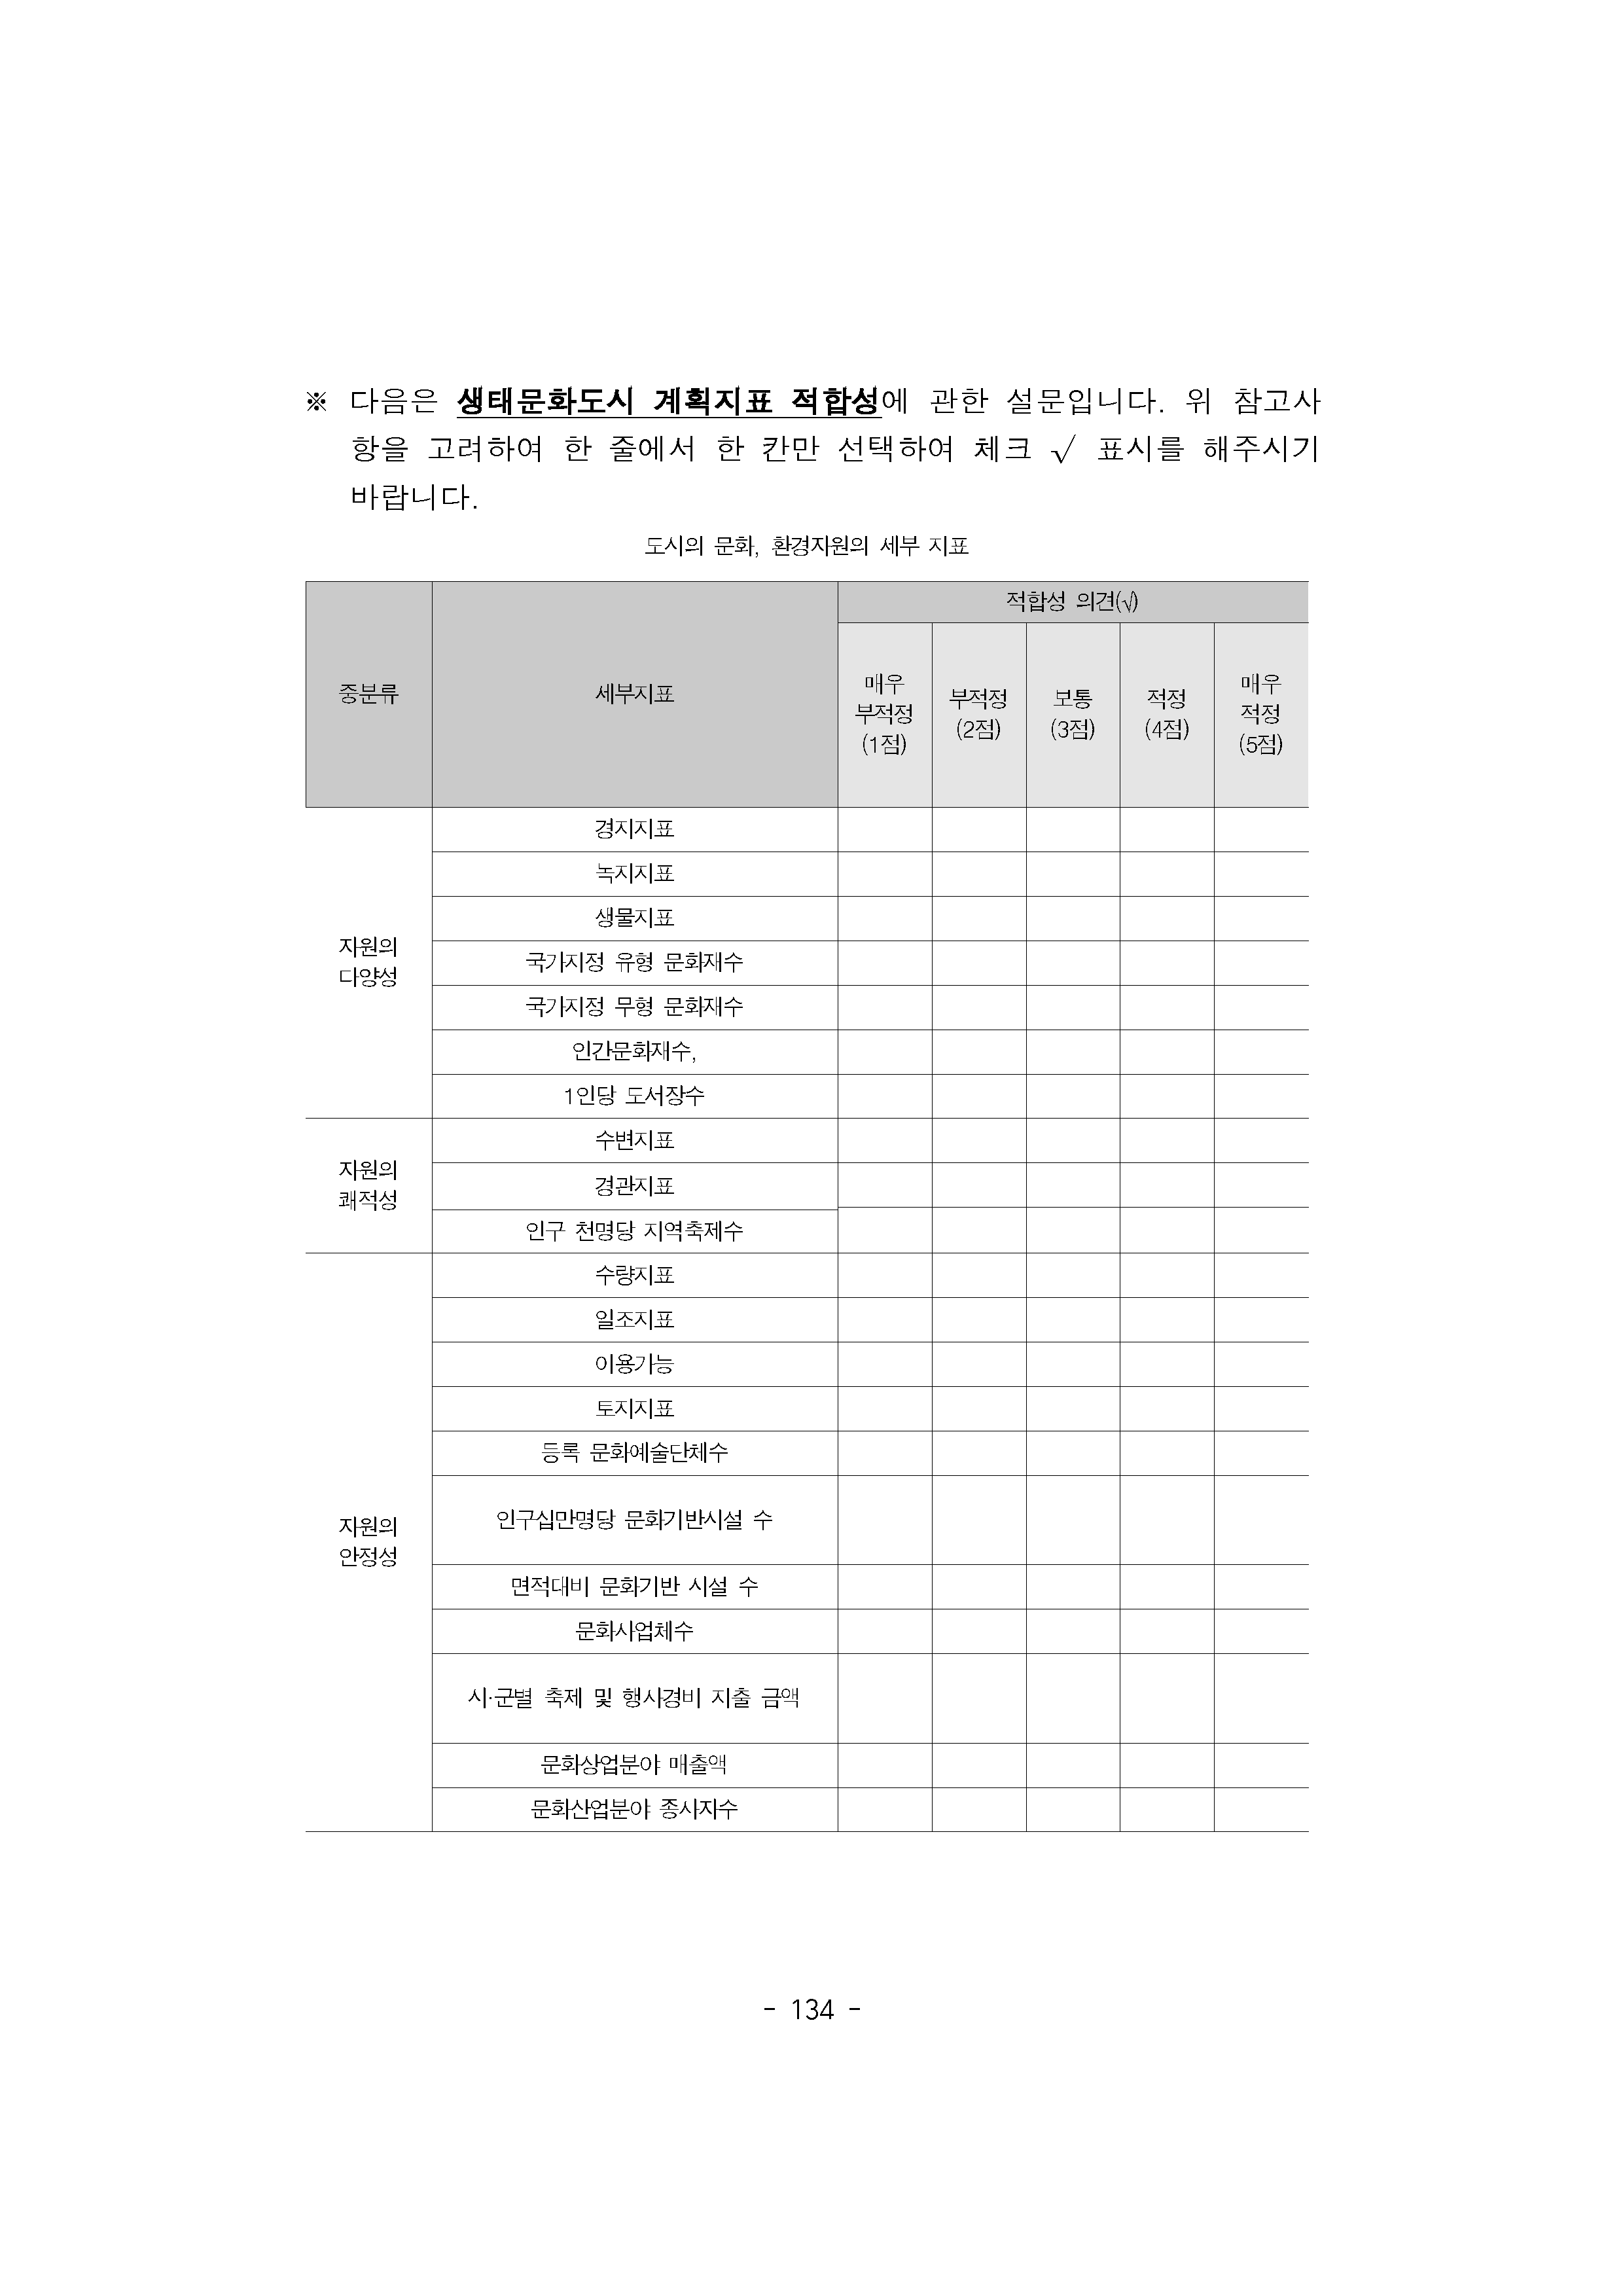 ※ 다음은 생태문화도시 계획지표 적합성에 관한 설문입니다. 위 참고사
항을 고려하여 한 줄에서 한 칸만 선택하여 체크 √ 표시를 해주시기
바랍니다.
도시의 문화, 환경자원의 세부 지표
중분류
세부지표
적합성 의견(√)
매우
부적정
(1점)
부적정
(2점)
보통
(3점)
적정
(4점)
매우
적정
(5점)
자원의
다양성
경지지표
녹지지표
생물지표
국가지정 유형 문화재수
국가지정 무형 문화재수
인간문화재수,
1인당 도서장수
자원의
쾌적성
수변지표
경관지표
인구 천명당 지역축제수
자원의
안정성
수량지표
일조지표
이용가능
토지지표
등록 문화예술단체수
인구십만명당 문화기반시설 수
면적대비 문화기반 시설 수
문화사업체수
시·군별 축제 및 행사경비 지출 금액
문화상업분야 매출액
문화산업분야 종사자수
- 134 -